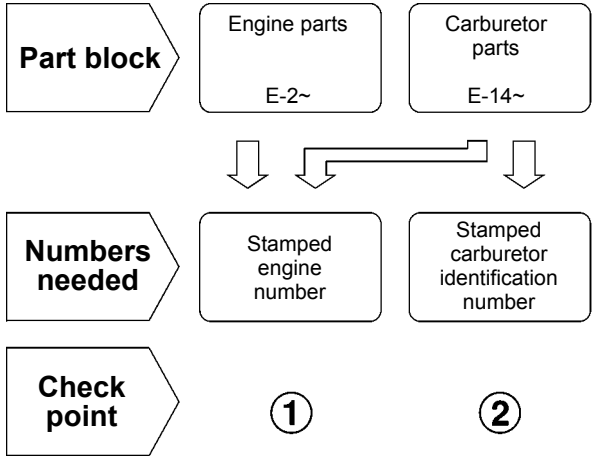 Part block
Engine parts
E-2~
Carburetor
parts
E-14~
Numbers
needed
Stamped
engine
number
Stamped
carburetor
identification
number
Check
point
①
②